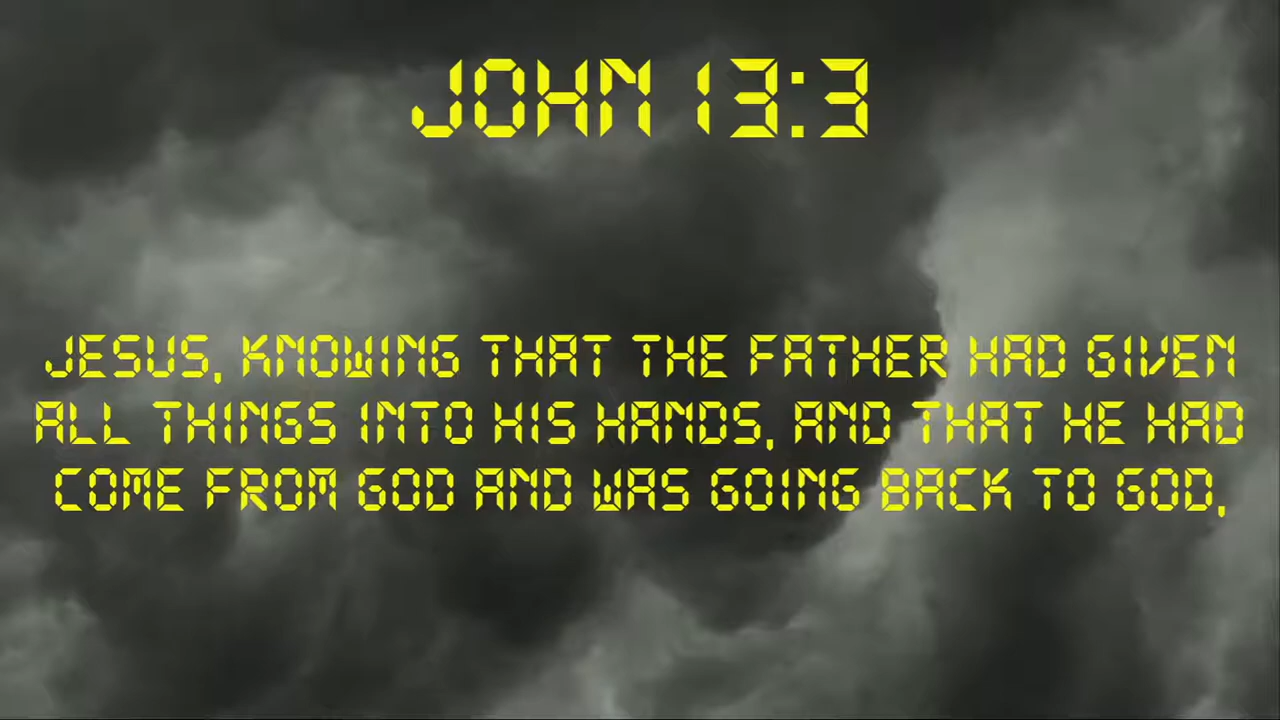 JOHN 13:3
JESUS, KNOWING THAT THE FATHER HAD GIVEN
ALL THINGS INTO HIS HANDS, AND THAT HE HAD
COME FROM GOD AND WAS GOING BACK TO GOD,